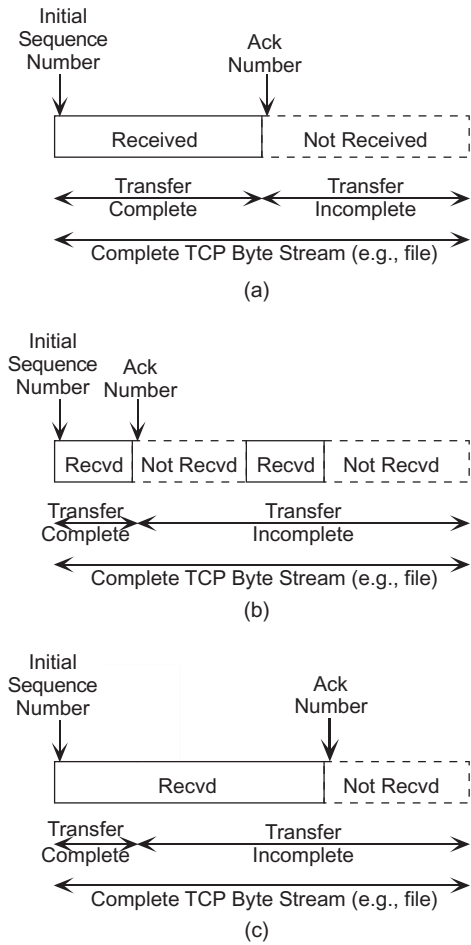 Initial
Sequence
Number
Ack
Number
Received
Not Received
Transfer
Complete
Transfer
Incomplete
Complete TCP Byte Stream (e.g., file)
(a)
Initial
Sequence
Number
Ack
Number
Recvd
Not Recvd
Recvd
Not Recvd
Transfer
Complete
Transfer
Incomplete
Complete TCP Byte Stream (e.g., file)
(b)
Initial
Sequence
Number
Ack
Number
Recvd
Not Recvd
Transfer
Complete
Transfer
Incomplete
Complete TCP Byte Stream (e.g., file)
(c)